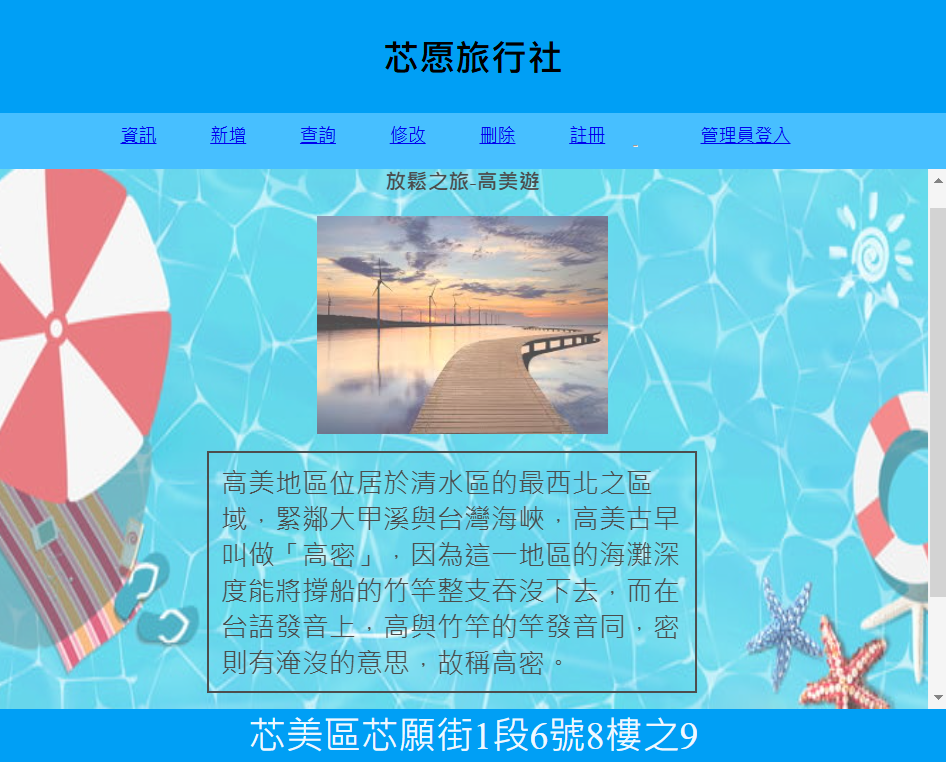 芯愿旅行社
資訊 新增 查詢 修改 刪除 註冊 管理員登入
放鬆之旅-高美遊
高美地區位居於清水區的最西北之區
域，緊鄰大甲溪與台灣海峽，高美古早
叫做「高密」，因為這一地區的海灘深
度能將撐船的竹竿整支吞沒下去，而在
台語發音上，高與竹竿的竿發音同，密
則有淹沒的意思，故稱高密。
芯美區芯願街1段6號8樓之9